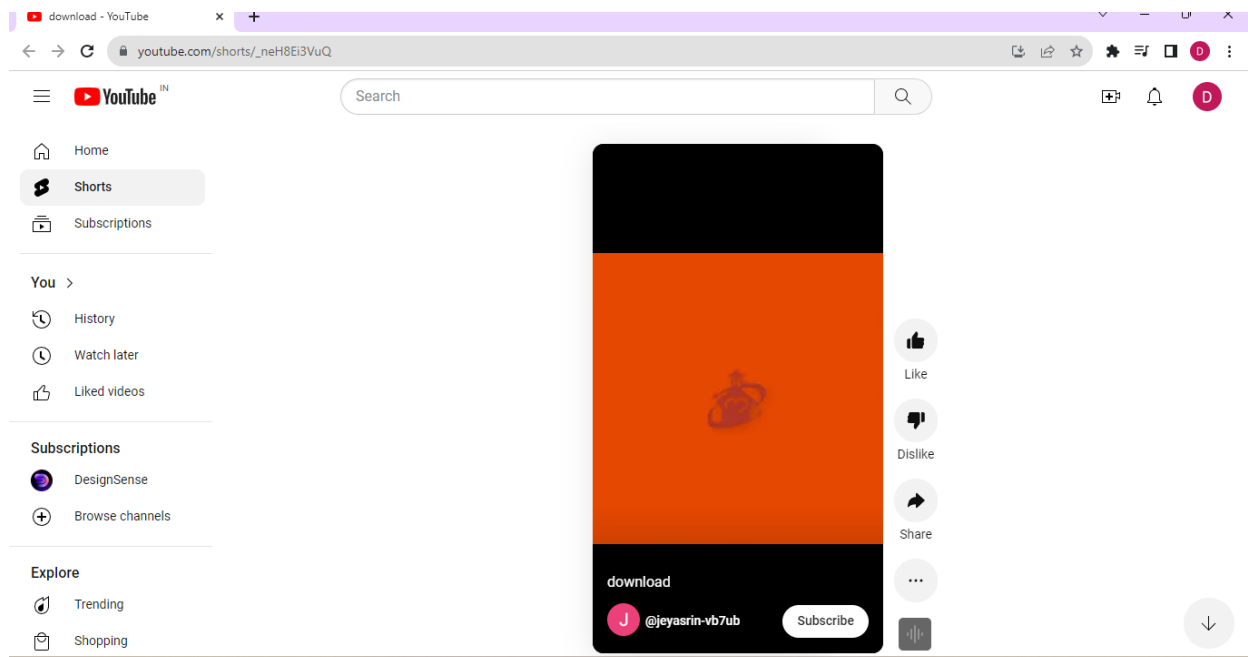 download - YouTube
youtube.com/shorts/_neH8Ei3VuQ
D
YouTube IN
Search
D
Home
Shorts
Subscriptions
You
History
Watch later
Liked videos
Subscriptions
DesignSense
Browse channels
Explore
Trending
Shopping
Like
Dislike
Share
download
J @jeyasrin-vb7ub Subscribe